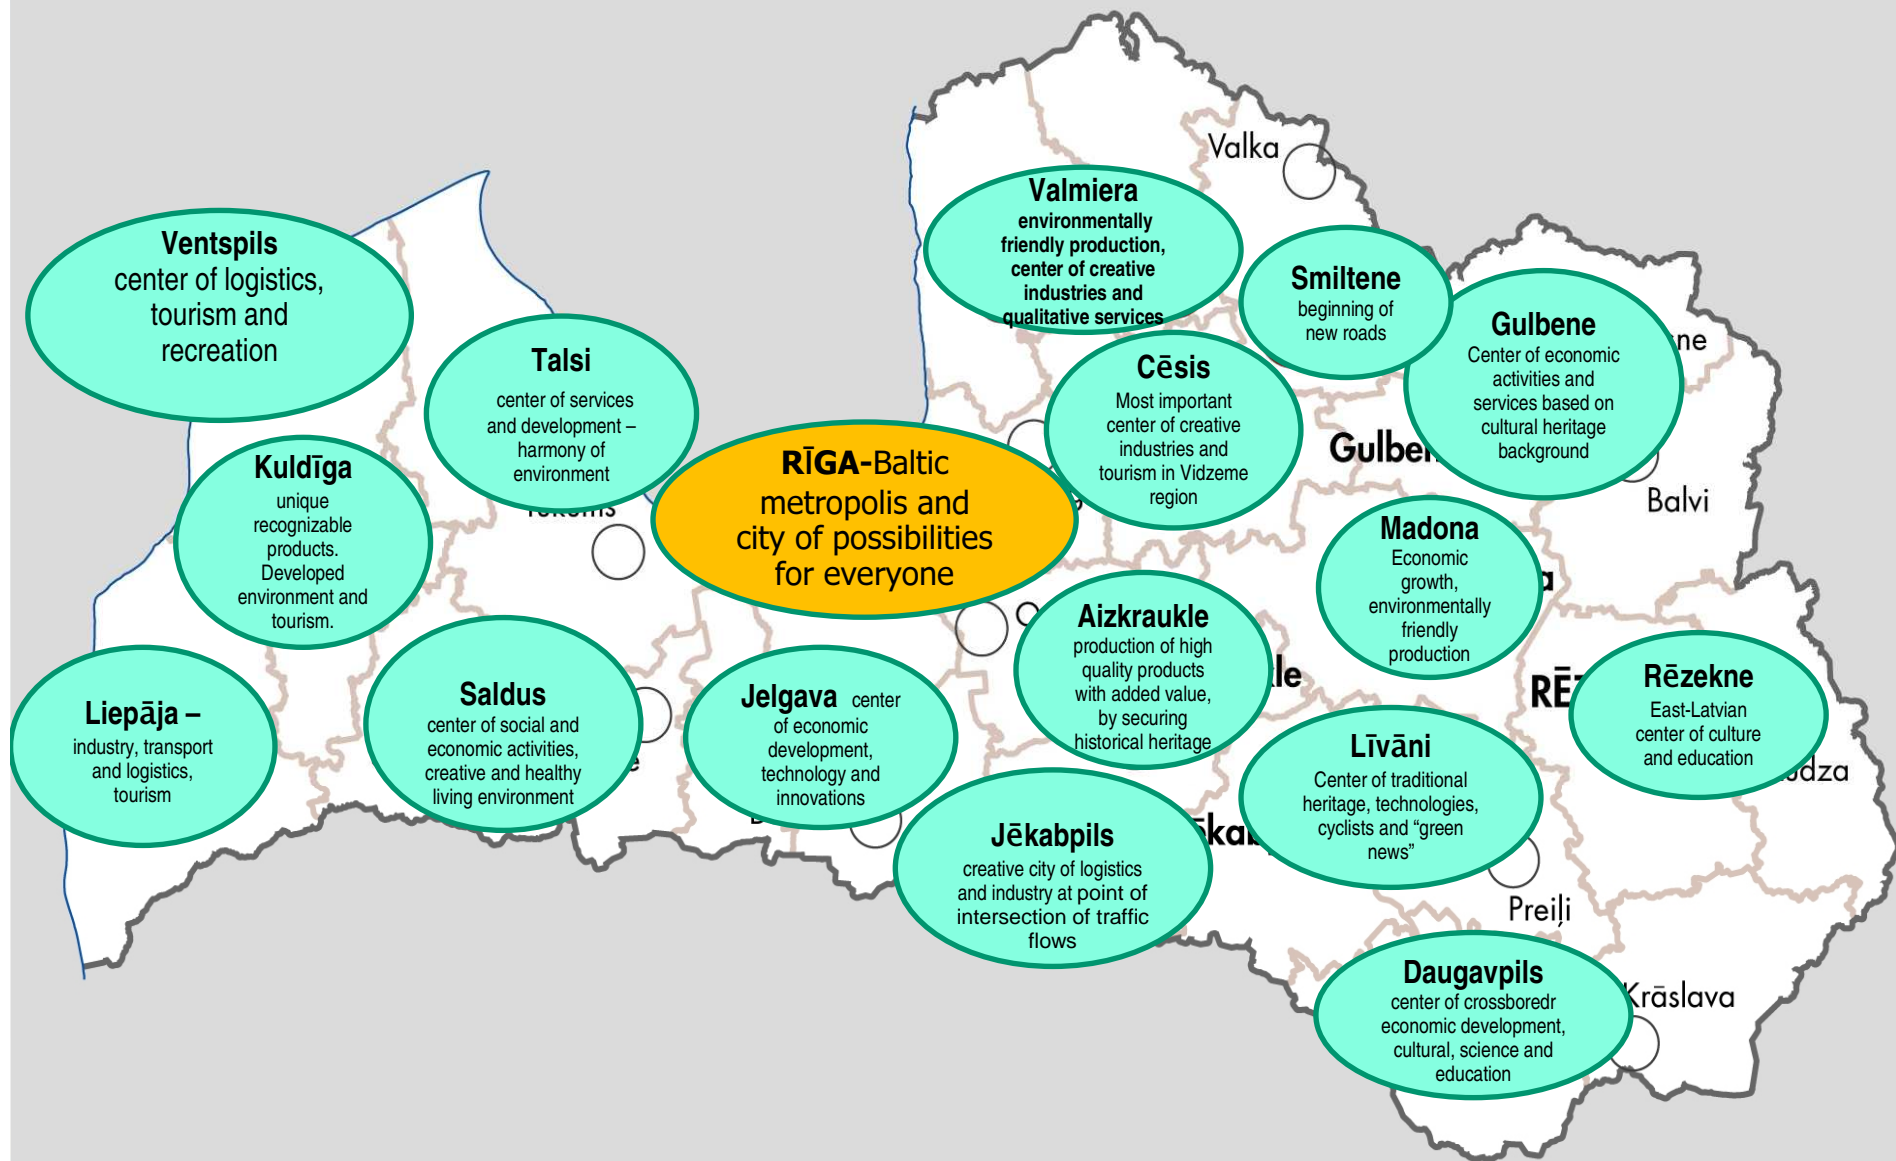 Valka
Valmiera
environmentally
friendly production,
center of creative
industries and
qualitative services
Ventspils
center of logistics,
tourism and
recreation
Smiltene
beginning of
new roads
Gulbene
Center of economic
activities and
services based on
cultural heritage
background
ne
Talsi
center of services
and development –
harmony of
environment
Cēsis
Most important
center of creative
industries and
tourism in Vidzeme
region
RĪGA-Baltic
metropolis and
city of possibilities
for everyone
Kuldīga
unique
recognizable
products.
Developed
environment and
tourism.
Gulben
Balvi
Madona
Economic
growth,
environmentally
friendly
production
a
Aizkraukle
production of high
quality products
with added value,
by securing
historical heritage
kle
RĒ
Rēzekne
East-Latvian
center of culture
and education
udza
Liepāja –
industry, transport
and logistics,
tourism
Saldus
center of social and
economic activities,
creative and healthy
living environment
e
Jelgava center
of economic
development,
technology and
innovations
Līvāni
Center of traditional
heritage, technologies,
cyclists and “green
news”
Jēkabpils
creative city of logistics
and industry at point of
intersection of traffic
flows
ēkab
Preiļi
Daugavpils
center of crossboredr
economic development,
cultural, science and
education
Krāslava